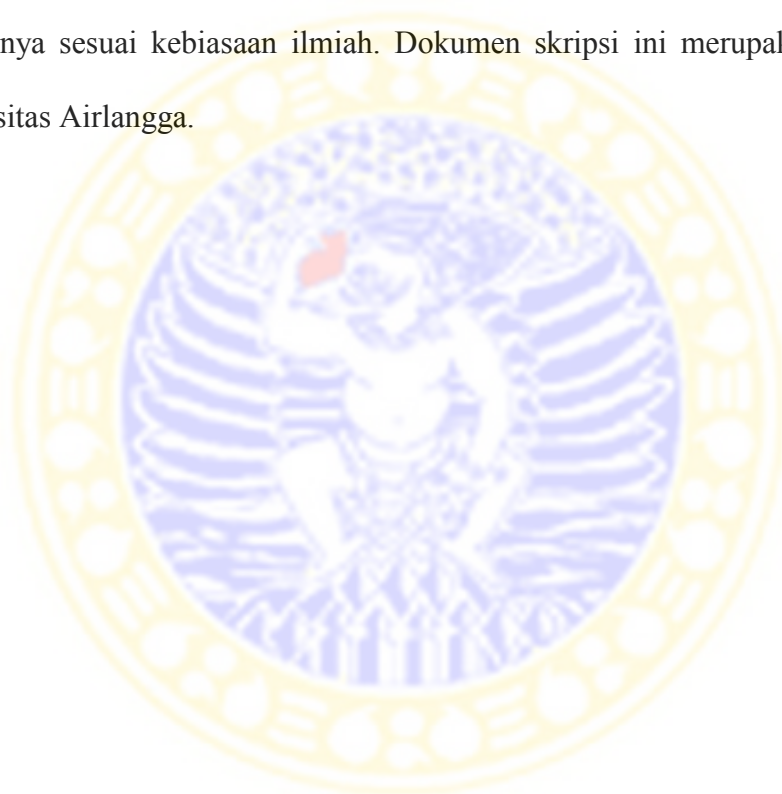 nya sesuai kebiasaan ilmiah. Dokumen skripsi ini merupal
sitas Airlangga.